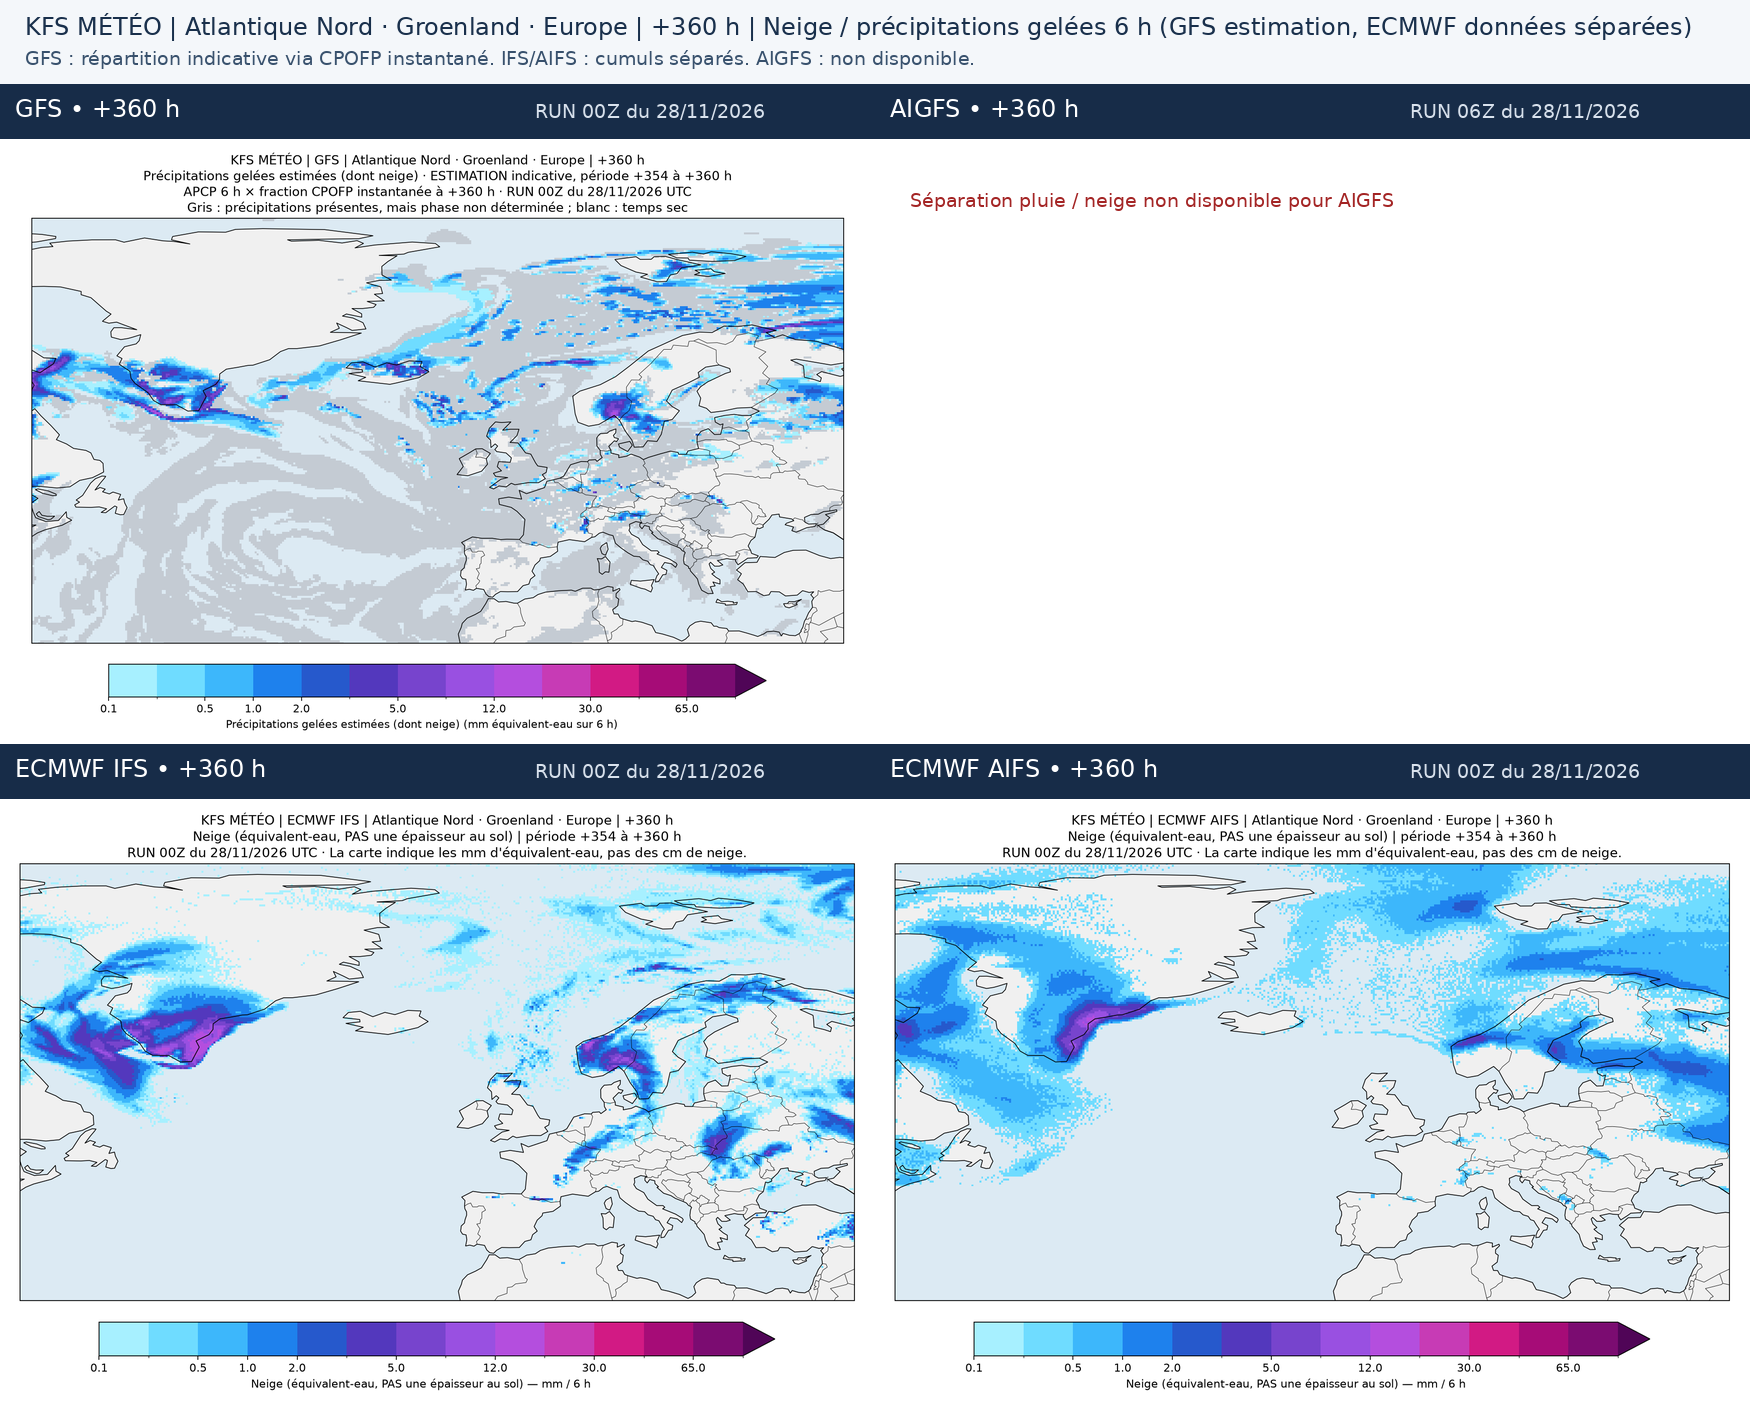 KFS MÉTÉO | Atlantique Nord · Groenland · Europe | +360 h | Neige / précipitations gelées 6 h (GFS estimation, ECMWF données séparées)
GFS : répartition indicative via CPOFP instantané. IFS/AIFS : cumuls séparés. AIGFS : non disponible.
GFS • +360 h
RUN 00Z du 28/11/2026
KFS MÉTÉO | GFS | Atlantique Nord · Groenland · Europe | +360 h
Précipitations gelées estimées (dont neige) · ESTIMATION indicative, période +354 à +360 h
APCP 6 h × fraction CPOFP instantanée à +360 h · RUN 00Z du 28/11/2026 UTC
Gris : précipitations présentes, mais phase non déterminée ; blanc : temps sec
0.1 0.5 1.0 2.0 5.0 12.0 30.0 65.0
Précipitations gelées estimées (dont neige) (mm équivalent-eau sur 6 h)
AIGFS • +360 h
RUN 06Z du 28/11/2026
Séparation pluie / neige non disponible pour AIGFS
ECMWF IFS • +360 h
RUN 00Z du 28/11/2026
KFS MÉTÉO | ECMWF IFS | Atlantique Nord · Groenland · Europe | +360 h
Neige (équivalent-eau, PAS une épaisseur au sol) | période +354 à +360 h
RUN 00Z du 28/11/2026 UTC · La carte indique les mm d'équivalent-eau, pas des cm de neige.
0.1 0.5 1.0 2.0 5.0 12.0 30.0 65.0
Neige (équivalent-eau, PAS une épaisseur au sol) — mm / 6 h
ECMWF AIFS • +360 h
RUN 00Z du 28/11/2026
KFS MÉTÉO | ECMWF AIFS | Atlantique Nord · Groenland · Europe | +360 h
Neige (équivalent-eau, PAS une épaisseur au sol) | période +354 à +360 h
RUN 00Z du 28/11/2026 UTC · La carte indique les mm d'équivalent-eau, pas des cm de neige.
0.1 0.5 1.0 2.0 5.0 12.0 30.0 65.0
Neige (équivalent-eau, PAS une épaisseur au sol) — mm / 6 h